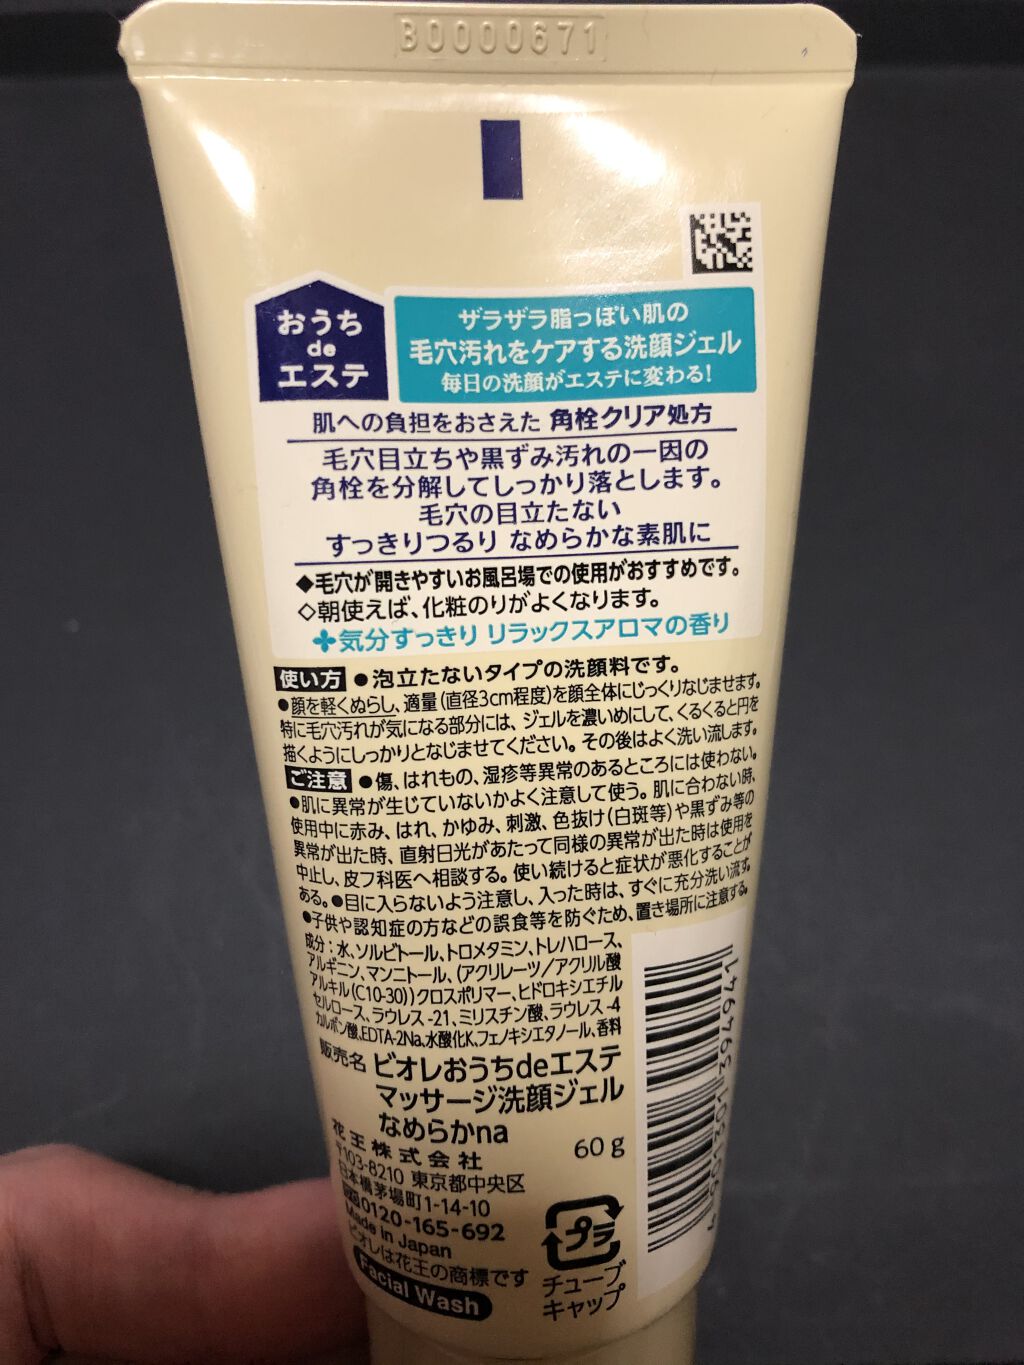 B0000671
おうち
de
エステ
ザラザラ脂っぽい肌の
毛穴汚れをケアする洗顔ジェル
毎日の洗顔がエステに変わる!
肌への負担をおさえた 角栓クリア処方
毛穴目立ちや黒ずみ汚れの一因の
角栓を分解してしっかり落とします。
毛穴の目立たない
すっきりつるり なめらかな素肌に
◆毛穴が開きやすいお風呂場での使用がおすすめです。
◇朝使えば、化粧のりがよくなります。
気分すっきり リラックスアロマの香り
使い方 ●泡立たないタイプの洗顔料です。
●顔を軽くぬらし、適量(直径3cm程度)を顔全体にじっくりなじませます。
特に毛穴汚れが気になる部分には、ジェルを濃いめにして、くるくると円を
描くようにしっかりとなじませてください。その後はよく洗い流します。
ご注意 ●傷、はれもの、湿疹等異常のあるところには使わない。
●肌に異常が生じていないかよく注意して使う。肌に合わない時、
使用中に赤み、はれ、かゆみ、刺激、色抜け(白斑等)や黒ずみ等の
異常が出た時、直射日光があたって同様の異常が出た時は使用を
中止し、皮フ科医へ相談する。使い続けると症状が悪化することが
ある。●目に入らないよう注意し、入った時は、すぐに充分洗い流す。
●子供や認知症の方などの誤食等を防ぐため、置き場所に注意する。
成分:水、ソルビトール、トロメタミン、トレハロース、
アルギニン、マンニトール、(アクリレーツ/アクリル酸
アルキル(C10-30))クロスポリマー、ヒドロキシエチル
セルロース、ラウレス-21、ミリスチン酸、ラウレス-4
カルボン酸、EDTA-2Na、水酸化K、フェノキシエタノール、香料
販売名 ビオレおうちdeエステ
マッサージ洗顔ジェル
なめらかna
60g
花王株式会社
〒103-8210 東京都中央区
日本橋茅場町1-14-10
0120-165-692
Made in Japan
ビオレは花王の商標です
Facial Wash
プラ
チューブ
キャップ
4 901301 349941